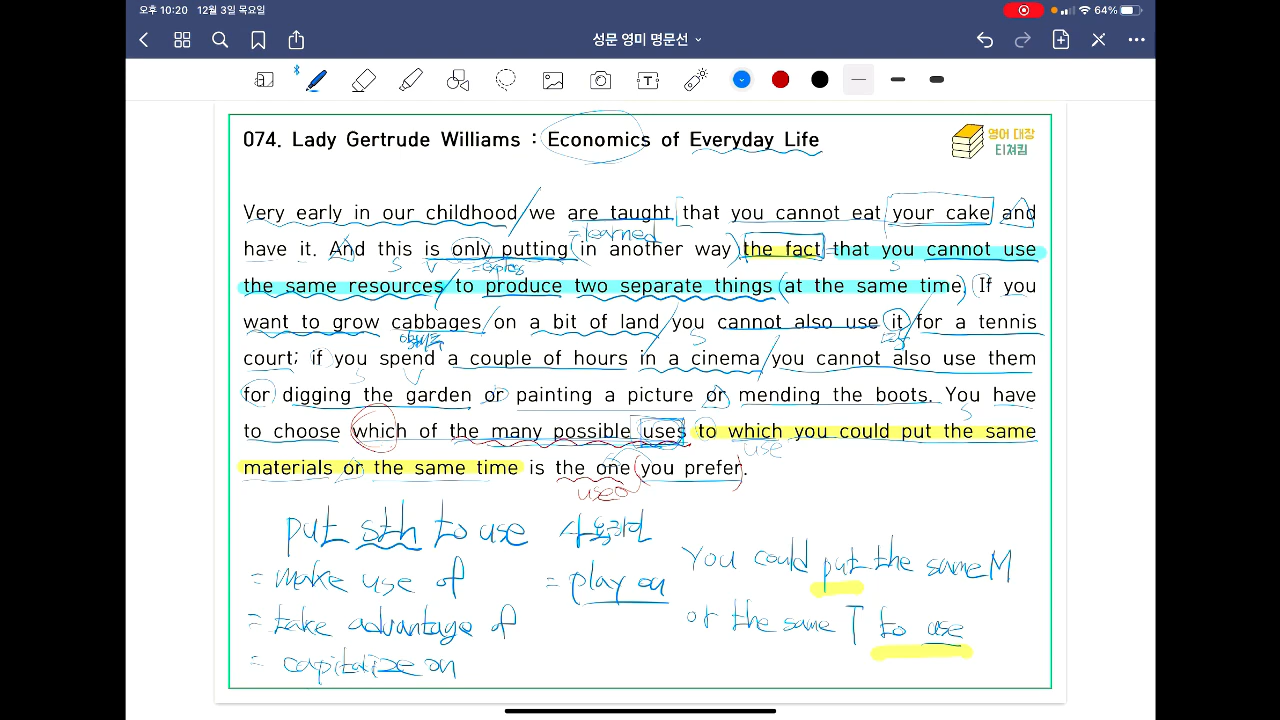 오후 10:20 12월 3일 목요일
64%
성문 영미 명문선
074. Lady Gertrude Williams : Economics of Everyday Life
영어 대장
티쳐킴
Very early in our childhood we are taught that you cannot eat your cake and
= learned
have it. And this is only putting in another way the fact that you cannot use
S V S
the same resources to produce two separate things at the same time. If you
want to grow cabbages on a bit of land you cannot also use it for a tennis
양배추 S
court; if you spend a couple of hours in a cinema you cannot also use them
S V
for digging the garden or painting a picture or mending the boots. You have
S
to choose which of the many possible uses to which you could put the same
use
materials or the same time is the one you prefer.
use
put sth to use 사용하다
= make use of = play on
= take advantage of
= capitalize on
You could put the same M
or the same T to use